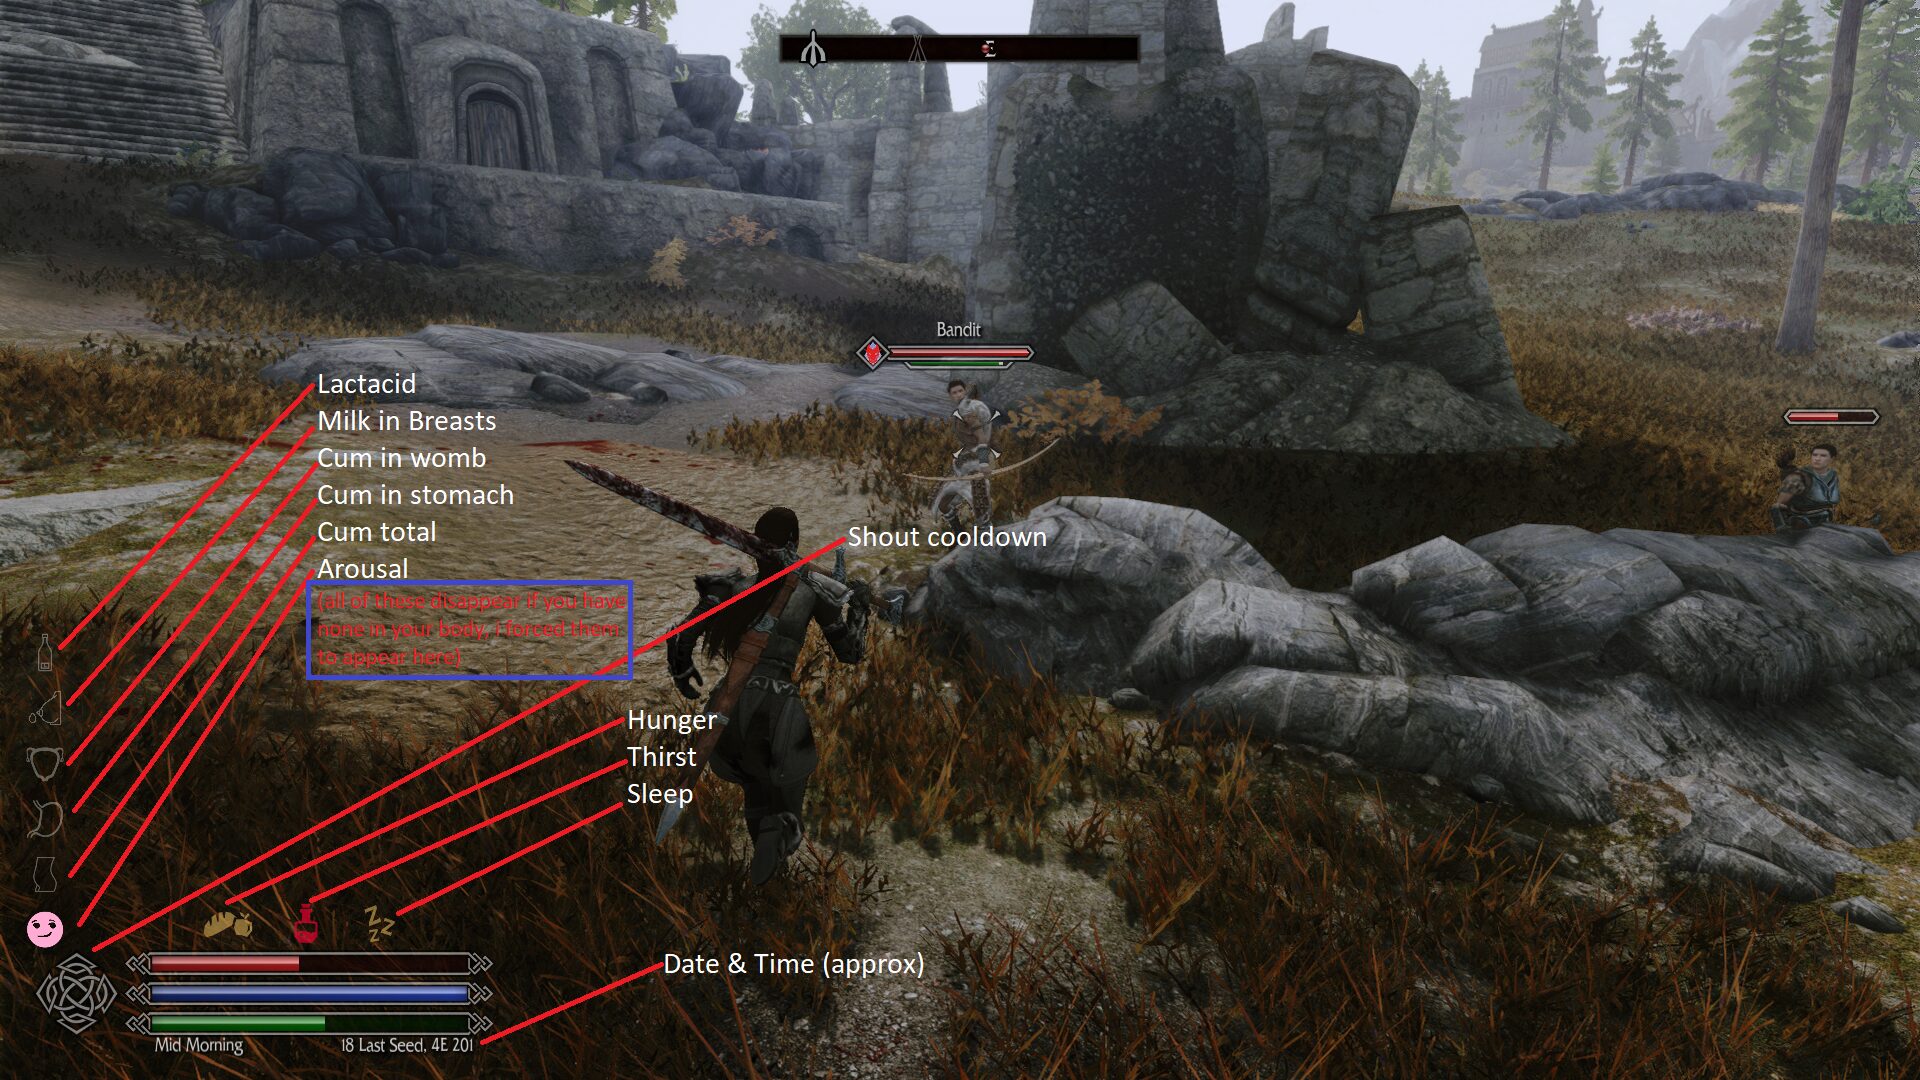 E
Bandit
Lactacid
Milk in Breasts
Cum in womb
Cum in stomach
Cum total
Arousal
(all of these disappear if you have
none in your body, I forced them
to appear here)
Shout cooldown
Hunger
Thirst
Sleep
Z
Z
Z
Date & Time (approx)
Mid Morning
18 Last Seed, 4E 201